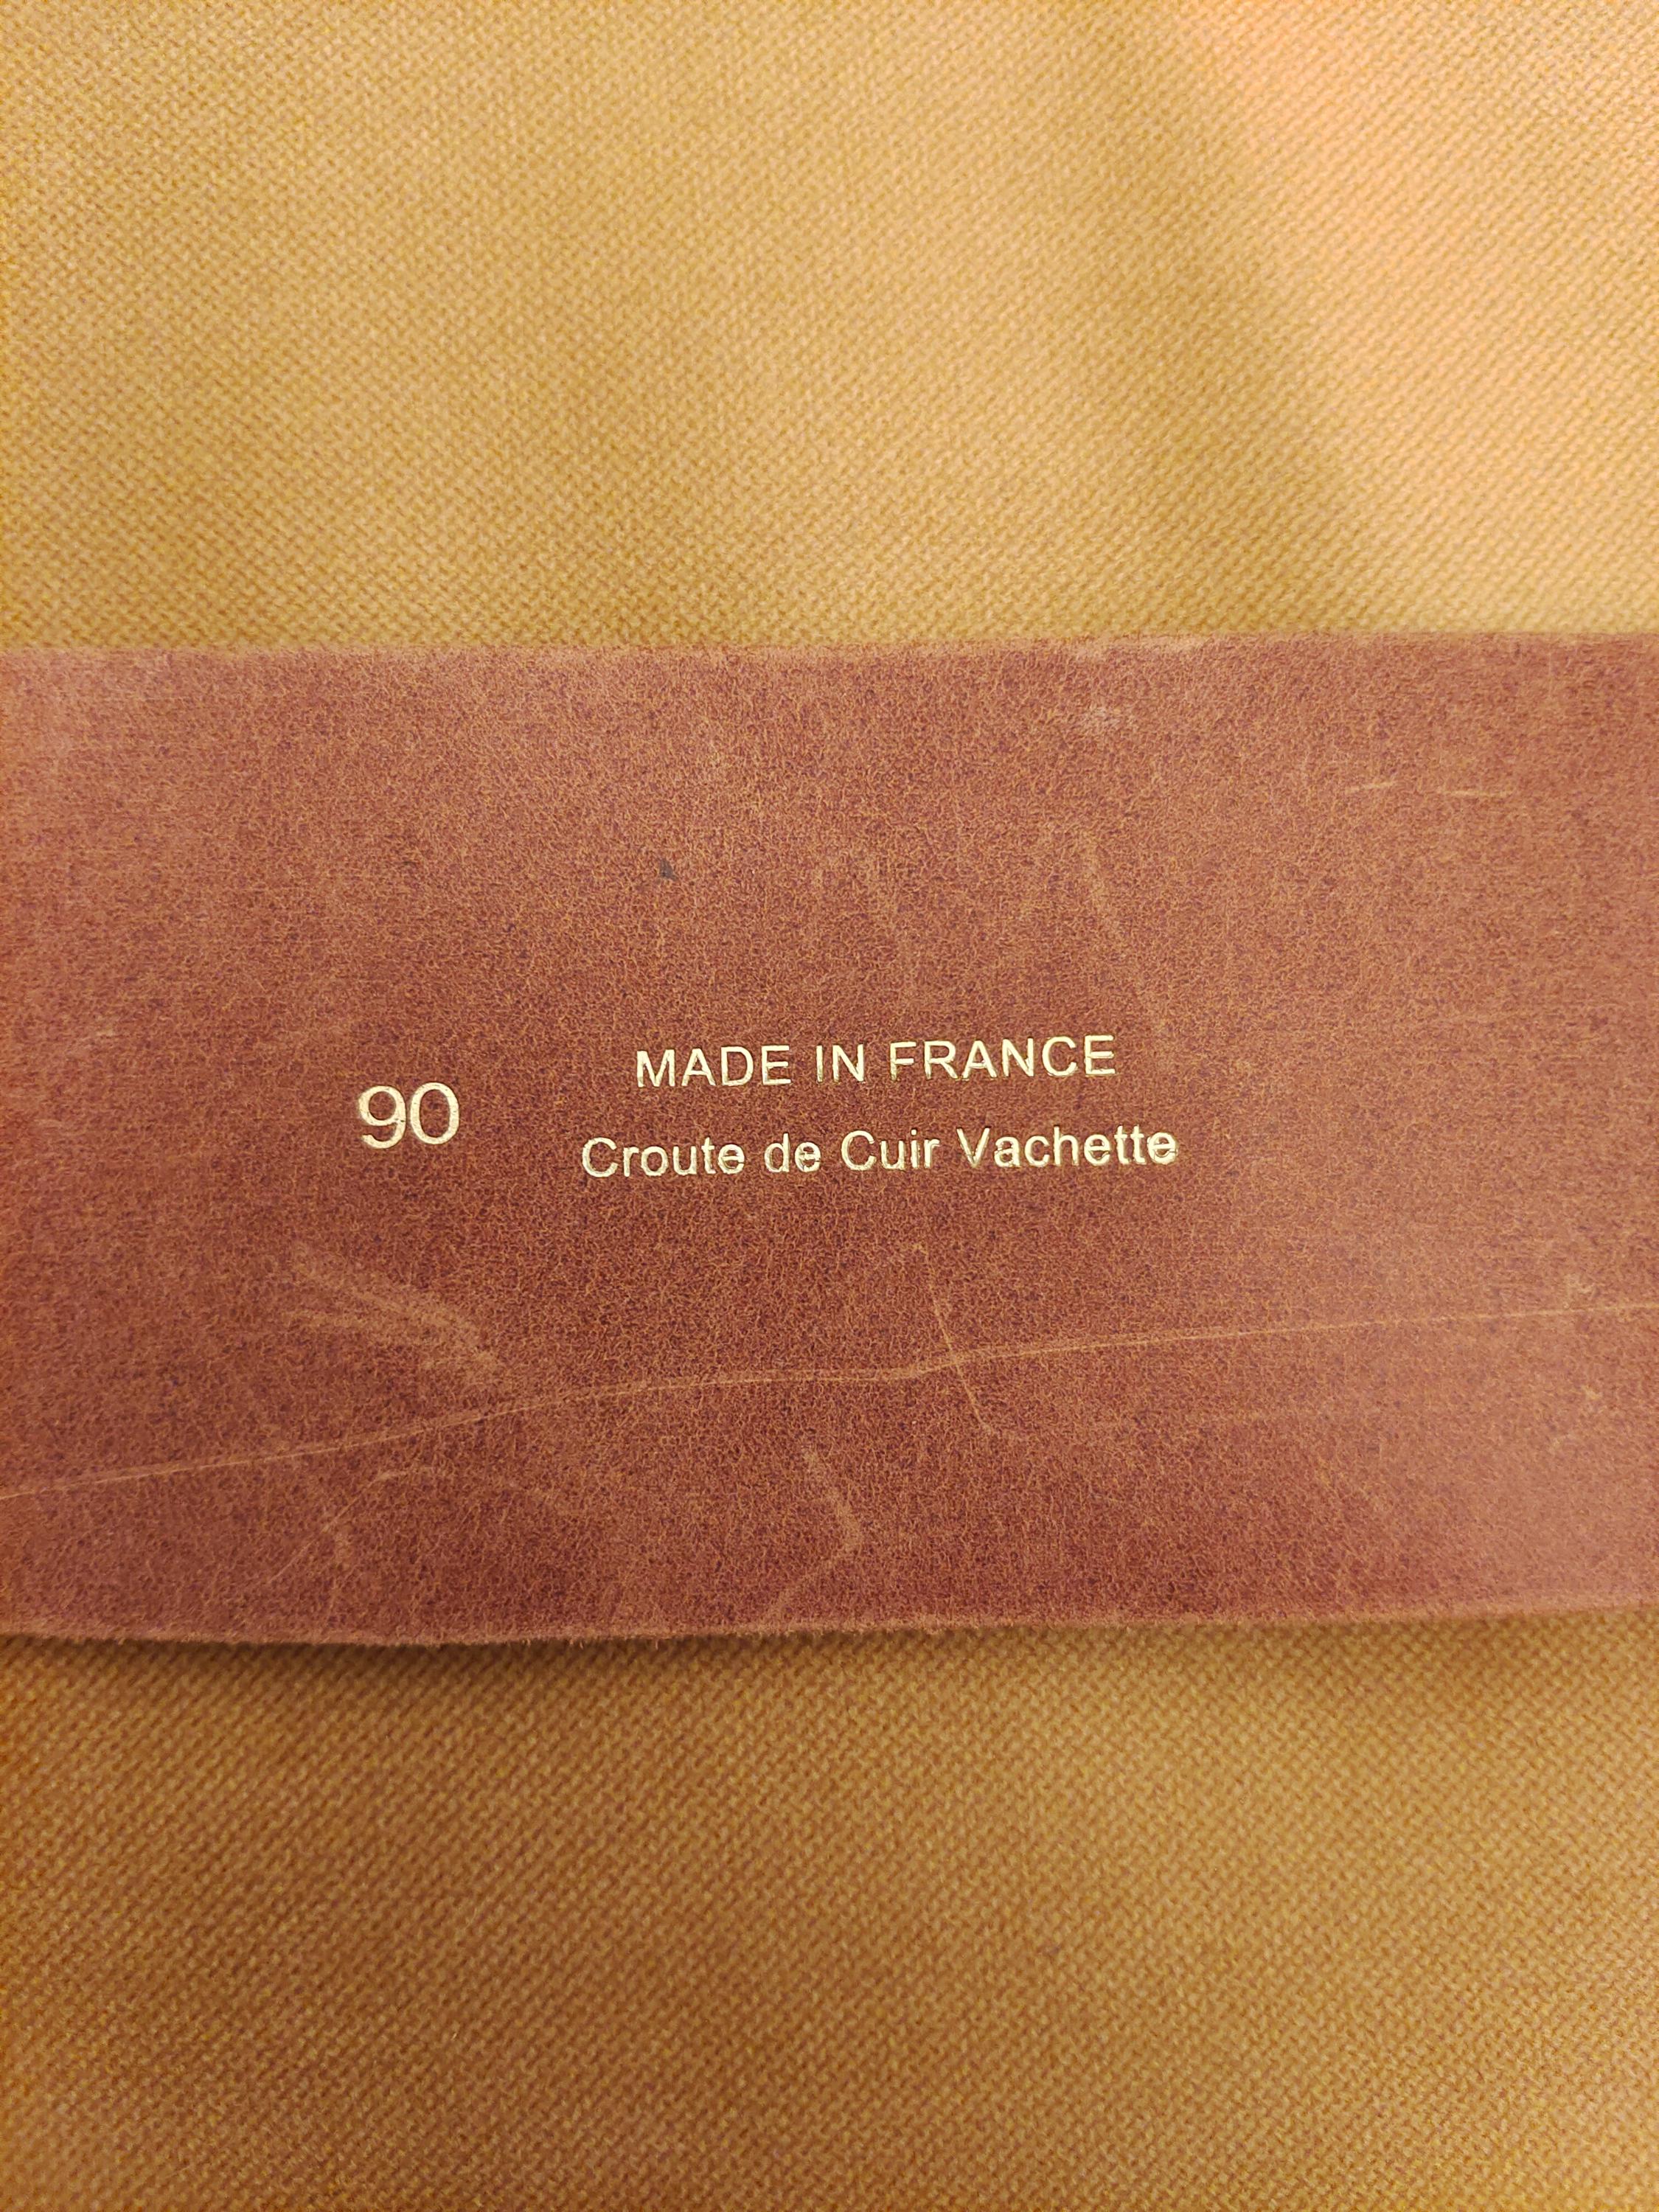 90
MADE IN FRANCE
Croute de Cuir Vachette